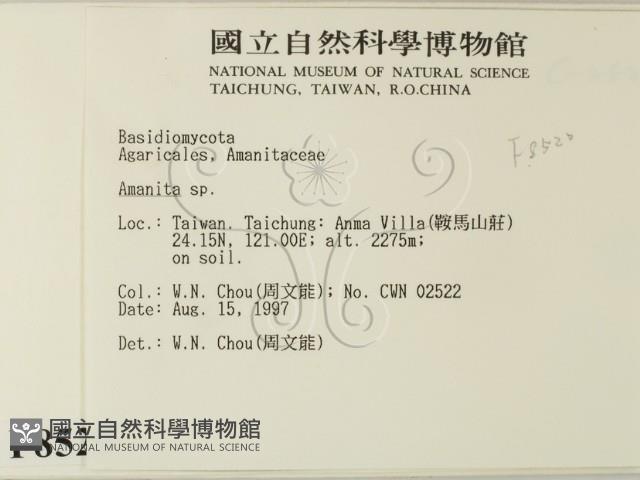 國立自然科學博物館
NATIONAL MUSEUM OF NATURAL SCIENCE
TAICHUNG, TAIWAN, R.O.CHINA
Basidiomycota
Agaricales, Amanitaceae
F8520
Amanita sp.
Loc.: Taiwan. Taichung: Anma Villa(鞍馬山莊)
24.15N, 121.00E; alt. 2275m;
on soil.
Col.: W.N. Chou(周文能); No. CWN 02522
Date: Aug. 15, 1997
Det.: W.N. Chou(周文能)
國立自然科學博物館
NATIONAL MUSEUM OF NATURAL SCIENCE